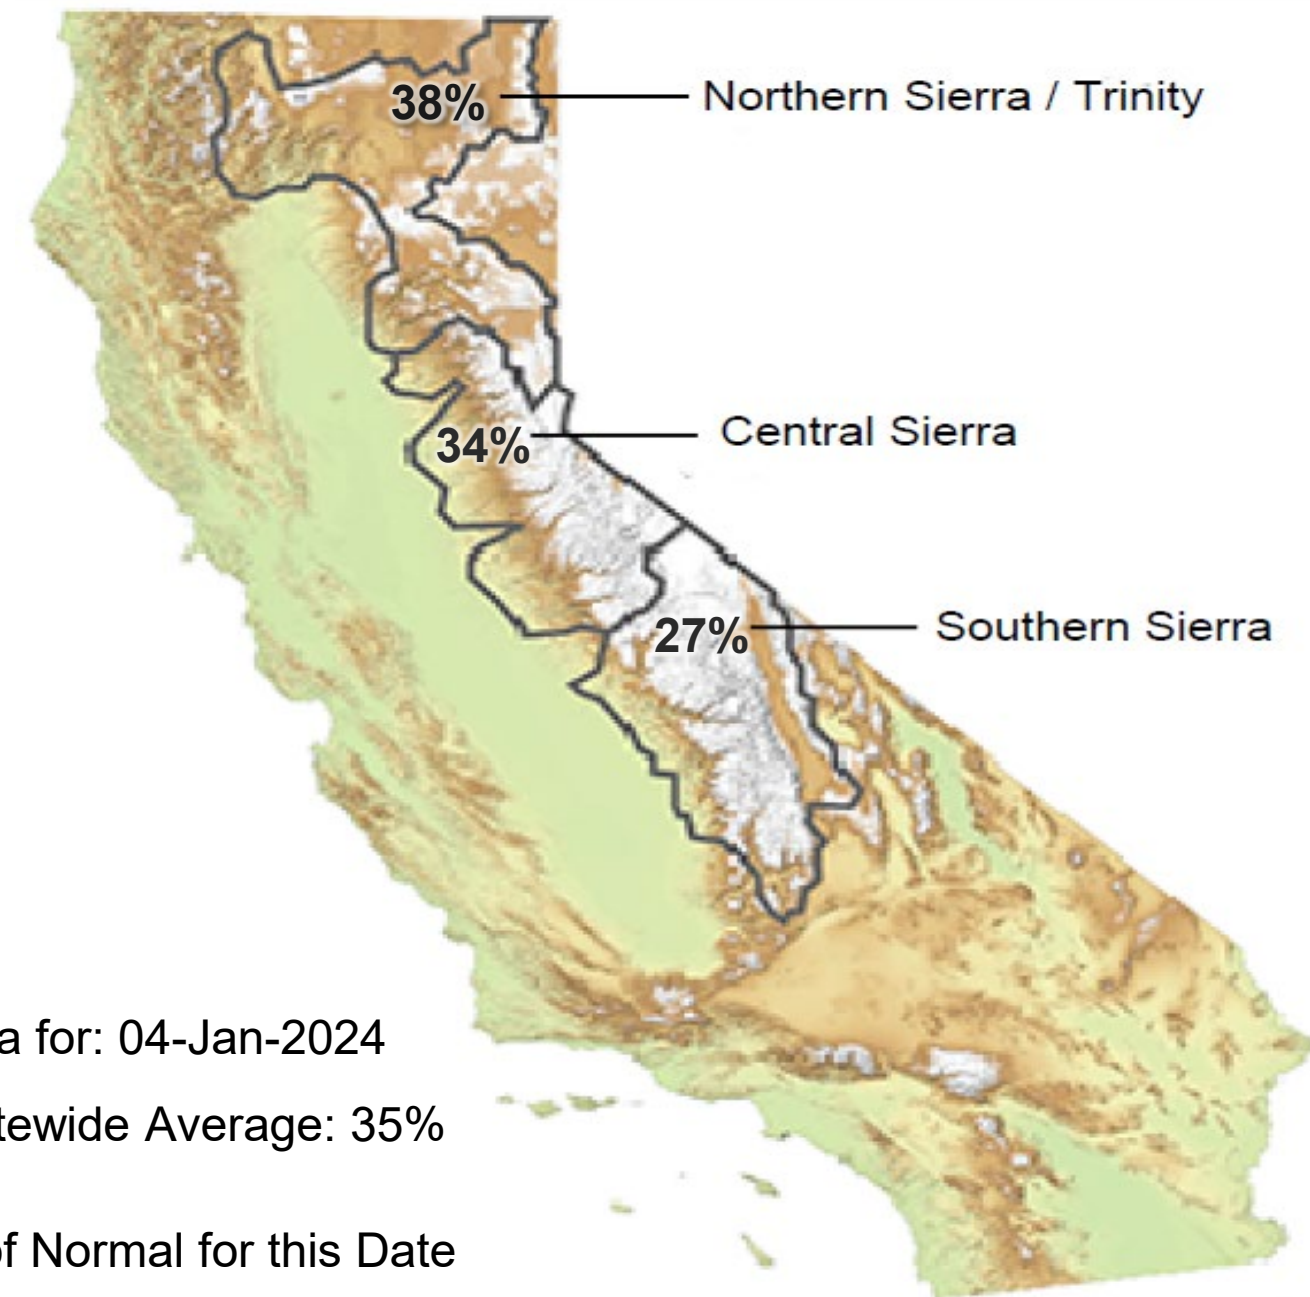 38%
Northern Sierra / Trinity
34%
Central Sierra
27%
Southern Sierra
a for: 04-Jan-2024
tewide Average: 35%
of Normal for this Date